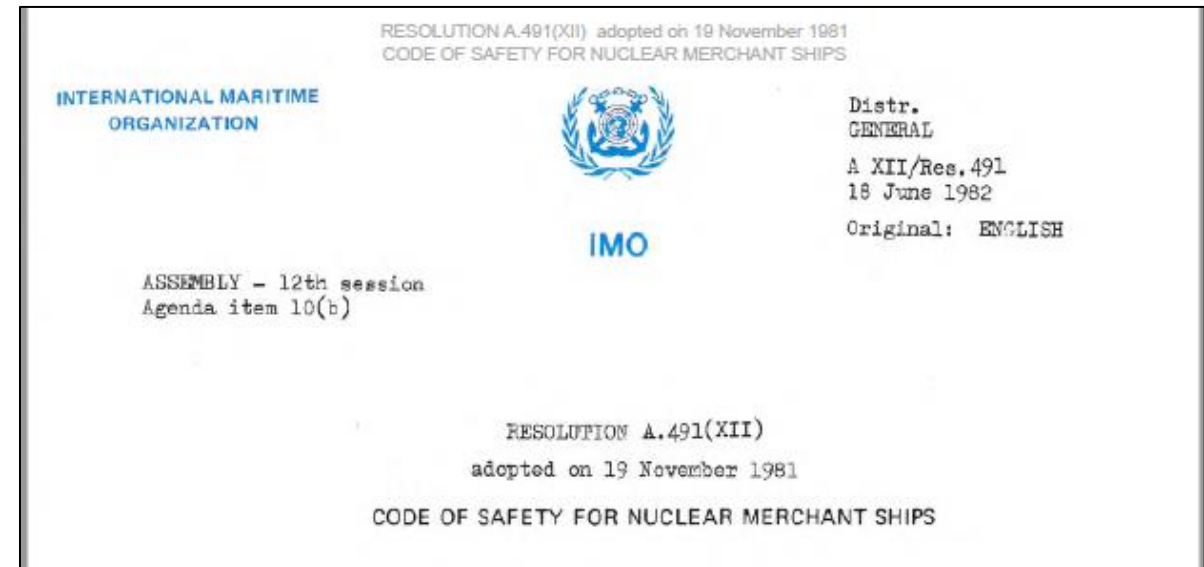 RESOLUTION A.491(XII) adopted on 19 November 1981
CODE OF SAFETY FOR NUCLEAR MERCHANT SHIPS
INTERNATIONAL MARITIME
ORGANIZATION
IMO
Distr.
GENERAL
A XII/Res.491
18 June 1982
Original: ENGLISH
ASSEMBLY - 12th session
Agenda item 10(b)
RESOLUTION A.491(XII)
adopted on 19 November 1981
CODE OF SAFETY FOR NUCLEAR MERCHANT SHIPS